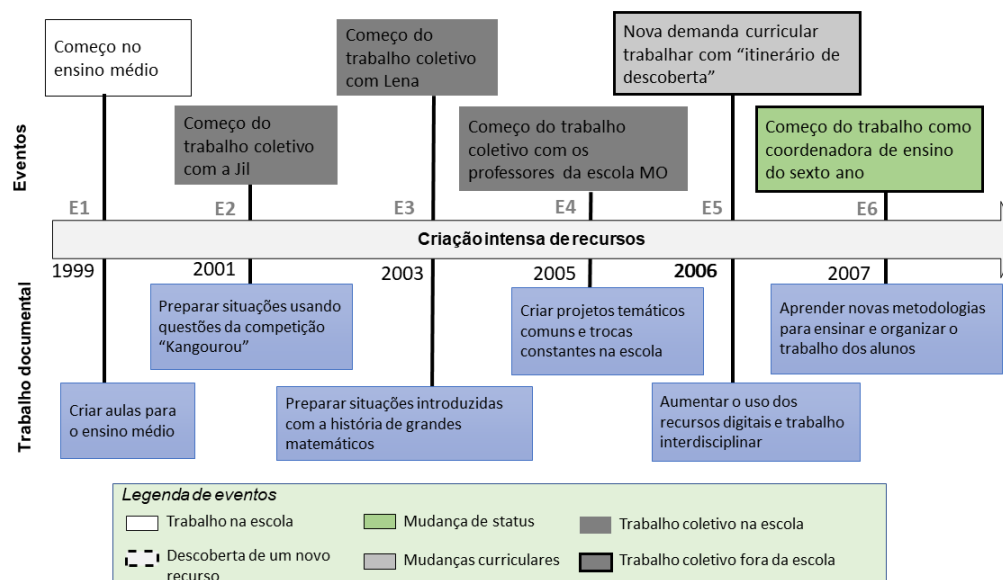 Começo no
ensino médio
Começo do
trabalho coletivo
com Lena
Nova demanda curricular
trabalhar com “itinerário de
descoberta”
Começo do
trabalho coletivo
com a Jil
Começo do trabalho
coletivo com os
professores da escola MO
Começo do trabalho como
coordenadora de ensino
do sexto ano
Eventos
E1
E2
E3
E4
E5
E6
Criação intensa de recursos
1999
2001
2003
2005
2006
2007
Trabalho documental
Preparar situações usando
questões da competição
“Kangourou”
Criar projetos temáticos
comuns e trocas
constantes na escola
Aprender novas metodologias
para ensinar e organizar o
trabalho dos alunos
Criar aulas para
o ensino médio
Preparar situações introduzidas
com a história de grandes
matemáticos
Aumentar o uso dos
recursos digitais e trabalho
interdisciplinar
Legenda de eventos
Trabalho na escola
Mudança de status
Trabalho coletivo na escola
Descoberta de um novo
recurso
Mudanças curriculares
Trabalho coletivo fora da escola